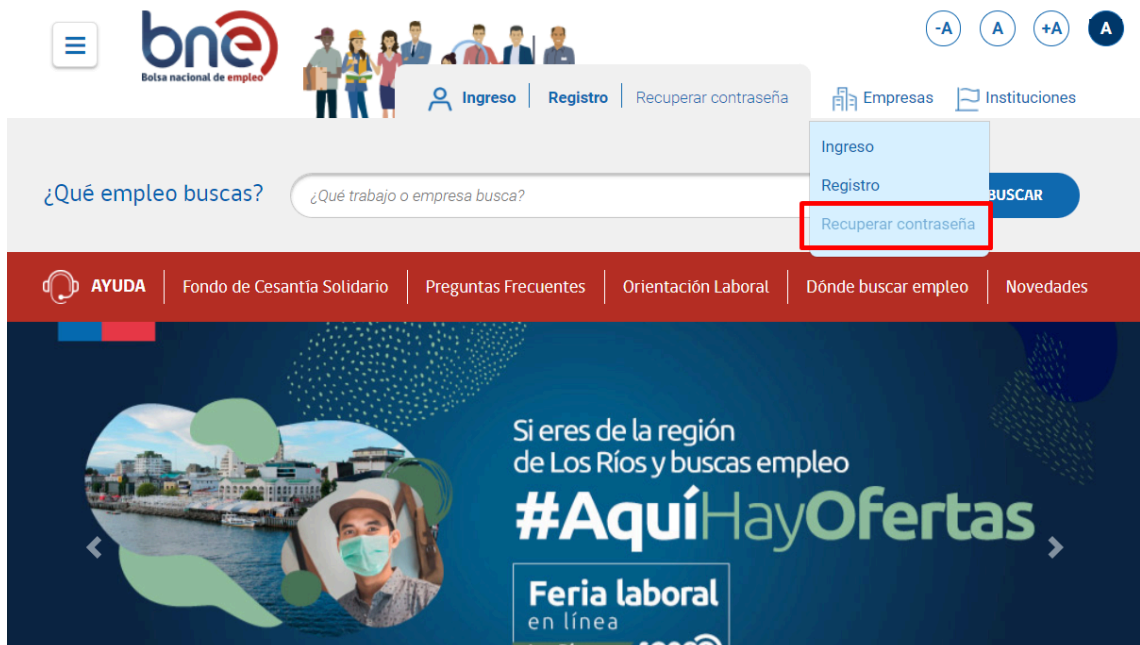 -A A +A A
bne
Bolsa nacional de empleo
Ingreso Registro Recuperar contraseña Empresas Instituciones
Ingreso
Registro
Recuperar contraseña
¿Qué empleo buscas? ¿Qué trabajo o empresa busca? BUSCAR
AYUDA Fondo de Cesantía Solidario Preguntas Frecuentes Orientación Laboral Dónde buscar empleo Novedades
Si eres de la región
de Los Ríos y buscas empleo
#AquíHayOfertas
Feria laboral
en línea